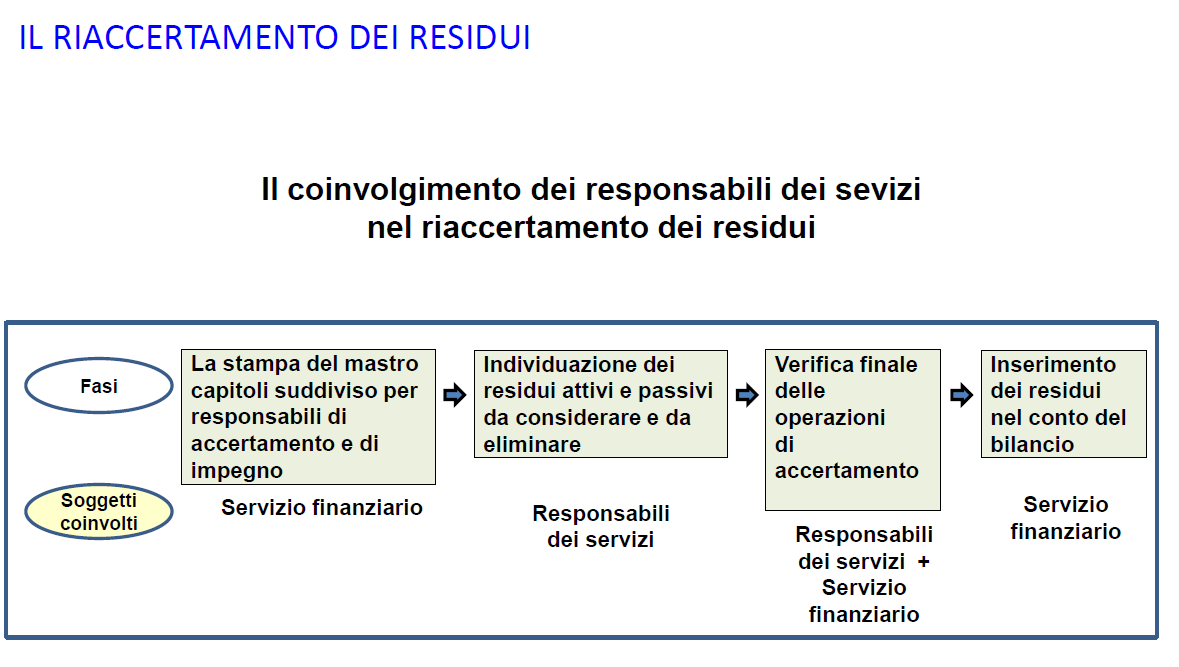 IL RIACCERTAMENTO DEI RESIDUI
Il coinvolgimento dei responsabili dei sevizi
nel riaccertamento dei residui
Fasi
La stampa del mastro
capitoli suddiviso per
responsabili di
accertamento e di
impegno
Individuazione dei
residui attivi e passivi
da considerare e da
eliminare
Verifica finale
delle
operazioni
di
accertamento
Inserimento
dei residui
nel conto del
bilancio
Soggetti
coinvolti
Servizio finanziario
Responsabili
dei servizi
Responsabili
dei servizi +
Servizio
finanziario
Servizio
finanziario